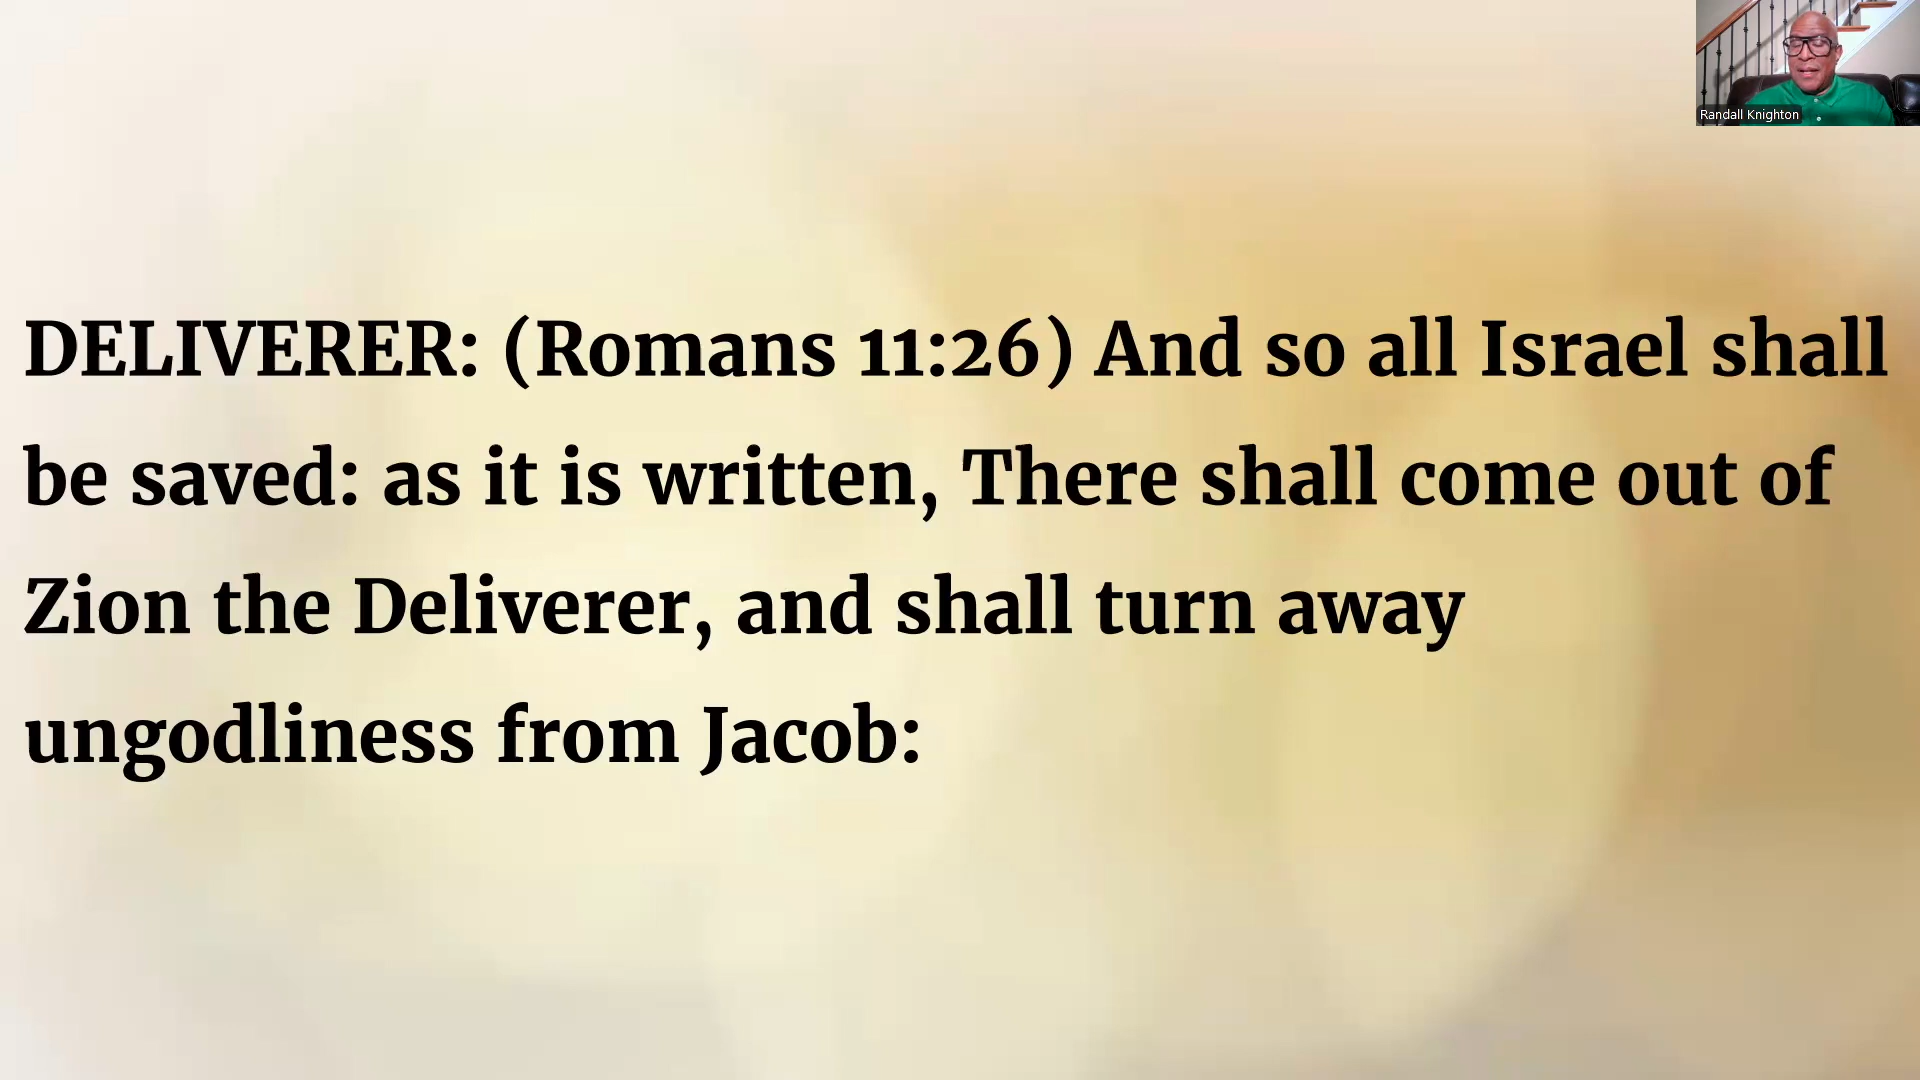 Randall Knighton
DELIVERER: (Romans 11:26) And so all Israel shall
be saved: as it is written, There shall come out of
Zion the Deliverer, and shall turn away
ungodliness from Jacob: